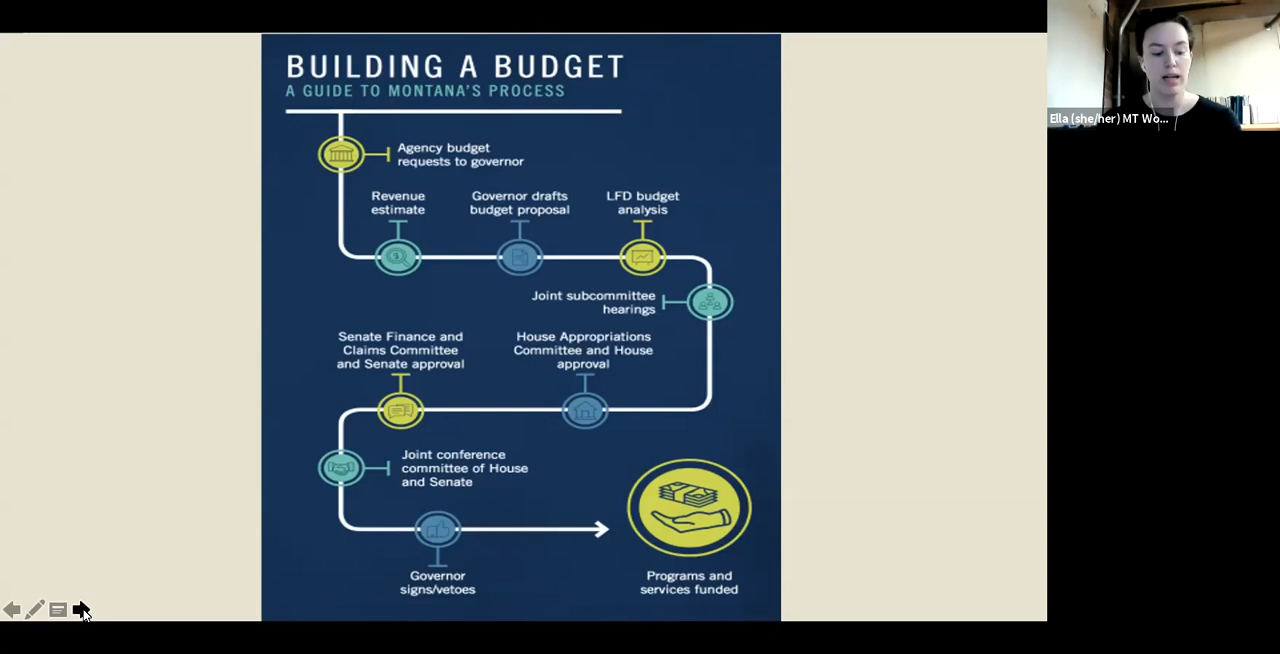 BUILDING A BUDGET
A GUIDE TO MONTANA'S PROCESS
Agency budget
requests to governor
Revenue
estimate
Governor drafts
budget proposal
LFD budget
analysis
Joint subcommittee
hearings
Senate Finance and
Claims Committee
and Senate approval
House Appropriations
Committee and House
approval
Joint conference
committee of House
and Senate
Governor
signs/vetoes
Programs and
services funded
Ella (she/her) MT Wo...